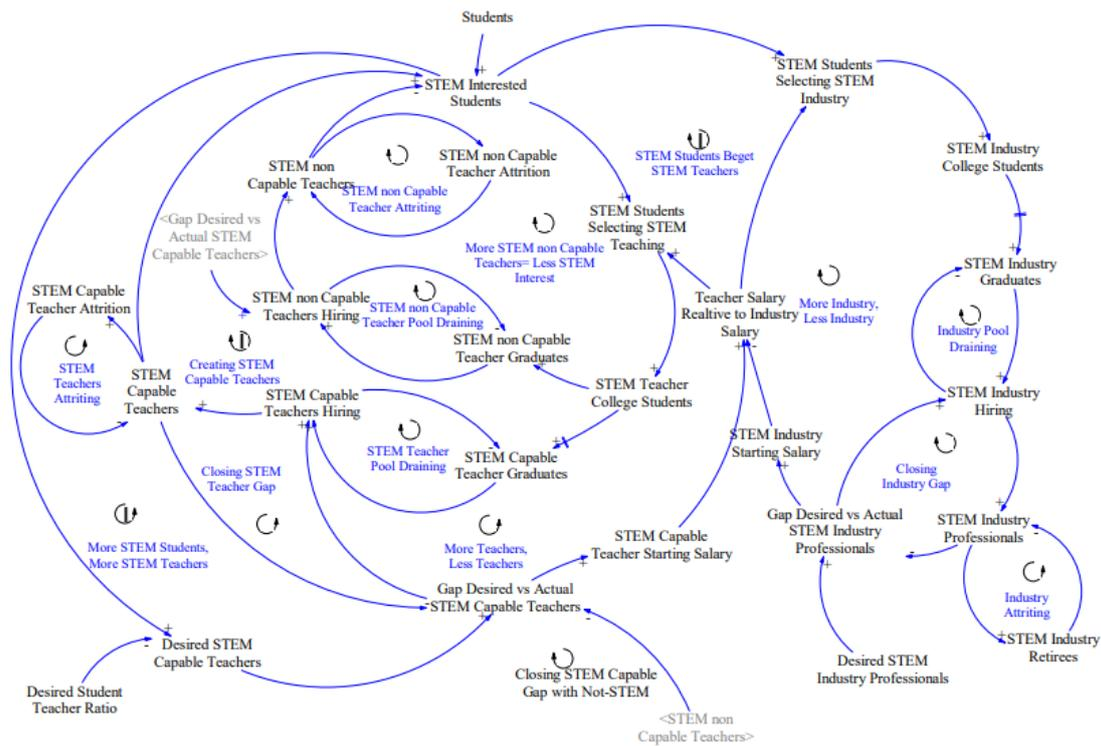 Students
STEM Interested
Students
STEM Students
Selecting STEM
Industry
STEM Industry
College Students
STEM non Capable
Teacher Attrition
STEM non
Capable Teachers
STEM non Capable
Teacher Attriting
STEM Students Beget
STEM Teachers
<Gap Desired vs
Actual STEM
Capable Teachers>
STEM Students
Selecting STEM
Teaching
More STEM non Capable
Teachers= Less STEM
Interest
STEM Industry
Graduates
STEM Capable
Teacher Attrition
STEM non Capable
Teachers Hiring
STEM non Capable
Teacher Pool Draining
Teacher Salary
Realtive to Industry
Salary
More Industry,
Less Industry
Industry Pool
Draining
STEM non Capable
Teacher Graduates
STEM
Teachers
Attriting
Creating STEM
Capable Teachers
STEM
Capable
Teachers
STEM Capable
Teachers Hiring
STEM Teacher
College Students
STEM Industry
Hiring
STEM Teacher
Pool Draining
STEM Capable
Teacher Graduates
STEM Industry
Starting Salary
Closing STEM
Teacher Gap
Closing
Industry Gap
More STEM Students,
More STEM Teachers
More Teachers,
Less Teachers
STEM Capable
Teacher Starting Salary
Gap Desired vs Actual
STEM Industry
Professionals
STEM Industry
Professionals
Gap Desired vs Actual
STEM Capable Teachers
Industry
Attriting
STEM Industry
Retirees
Desired STEM
Capable Teachers
Desired Student
Teacher Ratio
Closing STEM Capable
Gap with Not-STEM
Desired STEM
Industry Professionals
<STEM non
Capable Teachers>